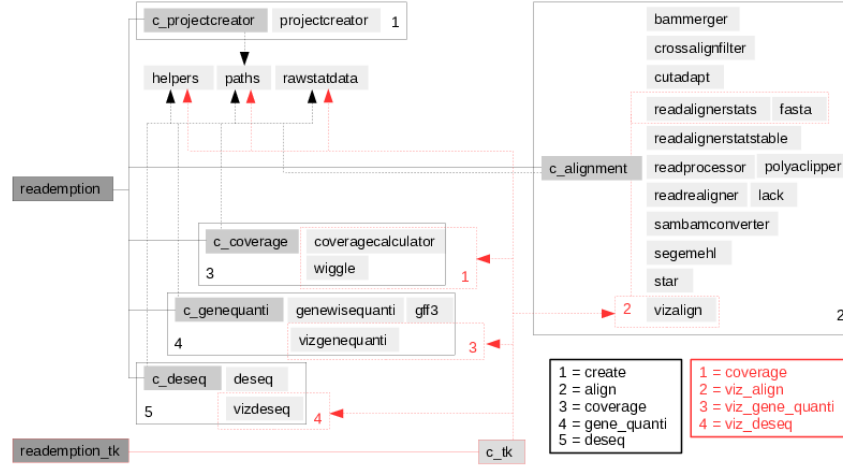 c_projectcreator projectcreator 1
helpers paths rawstatdata
reademption
c_coverage coveragecalculator
wiggle
3 1
c_genequanti genewisequanti gff3
vizgenequanti
4 3
c_deseq deseq
vizdeseq
5 4
reademption_tk c_tk
bammerger
crossalignfilter
cutadapt
readalignerstats fasta
readalignerstatstable
c_alignment readprocessor polyaclipper
readrealigner lack
sambamconverter
segemehl
star
2 vizalign 2
1 = create
2 = align
3 = coverage
4 = gene_quanti
5 = deseq
1 = coverage
2 = viz_align
3 = viz_gene_quanti
4 = viz_deseq